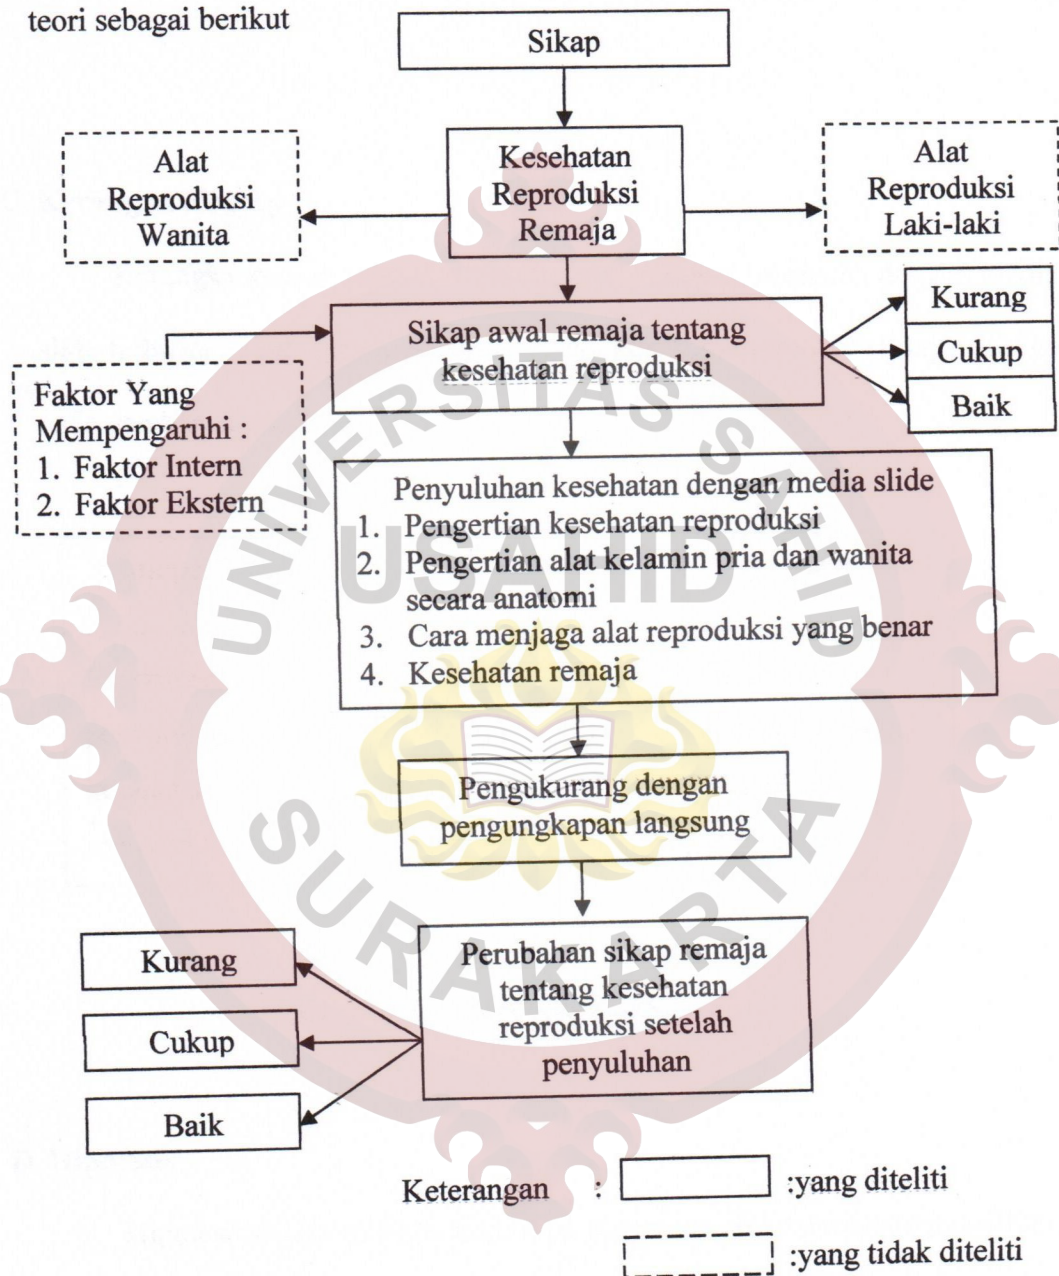 teori sebagai berikut
Sikap
Alat
Reproduksi
Wanita
Kesehatan
Reproduksi
Remaja
Alat
Reproduksi
Laki-laki
Sikap awal remaja tentang
kesehatan reproduksi
Kurang
Cukup
Baik
Faktor Yang
Mempengaruhi :
1. Faktor Intern
2. Faktor Ekstern
Penyuluhan kesehatan dengan media slide
1. Pengertian kesehatan reproduksi
2. Pengertian alat kelamin pria dan wanita
secara anatomi
3. Cara menjaga alat reproduksi yang benar
4. Kesehatan remaja
Pengukurang dengan
pengungkapan langsung
Perubahan sikap remaja
tentang kesehatan
reproduksi setelah
penyuluhan
Kurang
Cukup
Baik
Keterangan : :yang diteliti
:yang tidak diteliti
UNIVERSITAS SAHID
USAHID
SURAKARTA